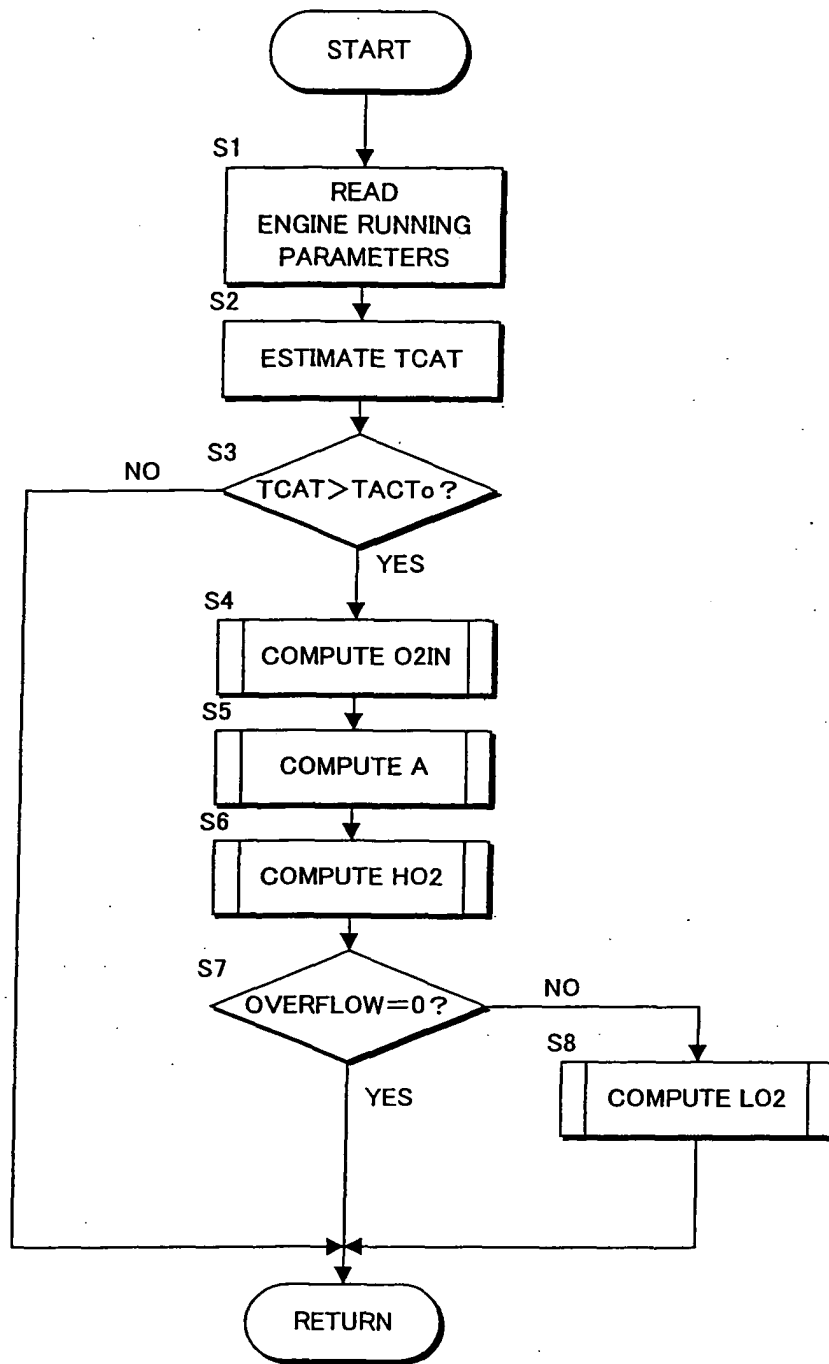 START
S1
READ
ENGINE RUNNING
PARAMETERS
S2
ESTIMATE TCAT
S3
NO
TCAT>TACTo?
YES
S4
COMPUTE O2IN
S5
COMPUTE A
S6
COMPUTE HO2
S7
OVERFLOW=0?
NO
S8
YES
COMPUTE LO2
RETURN